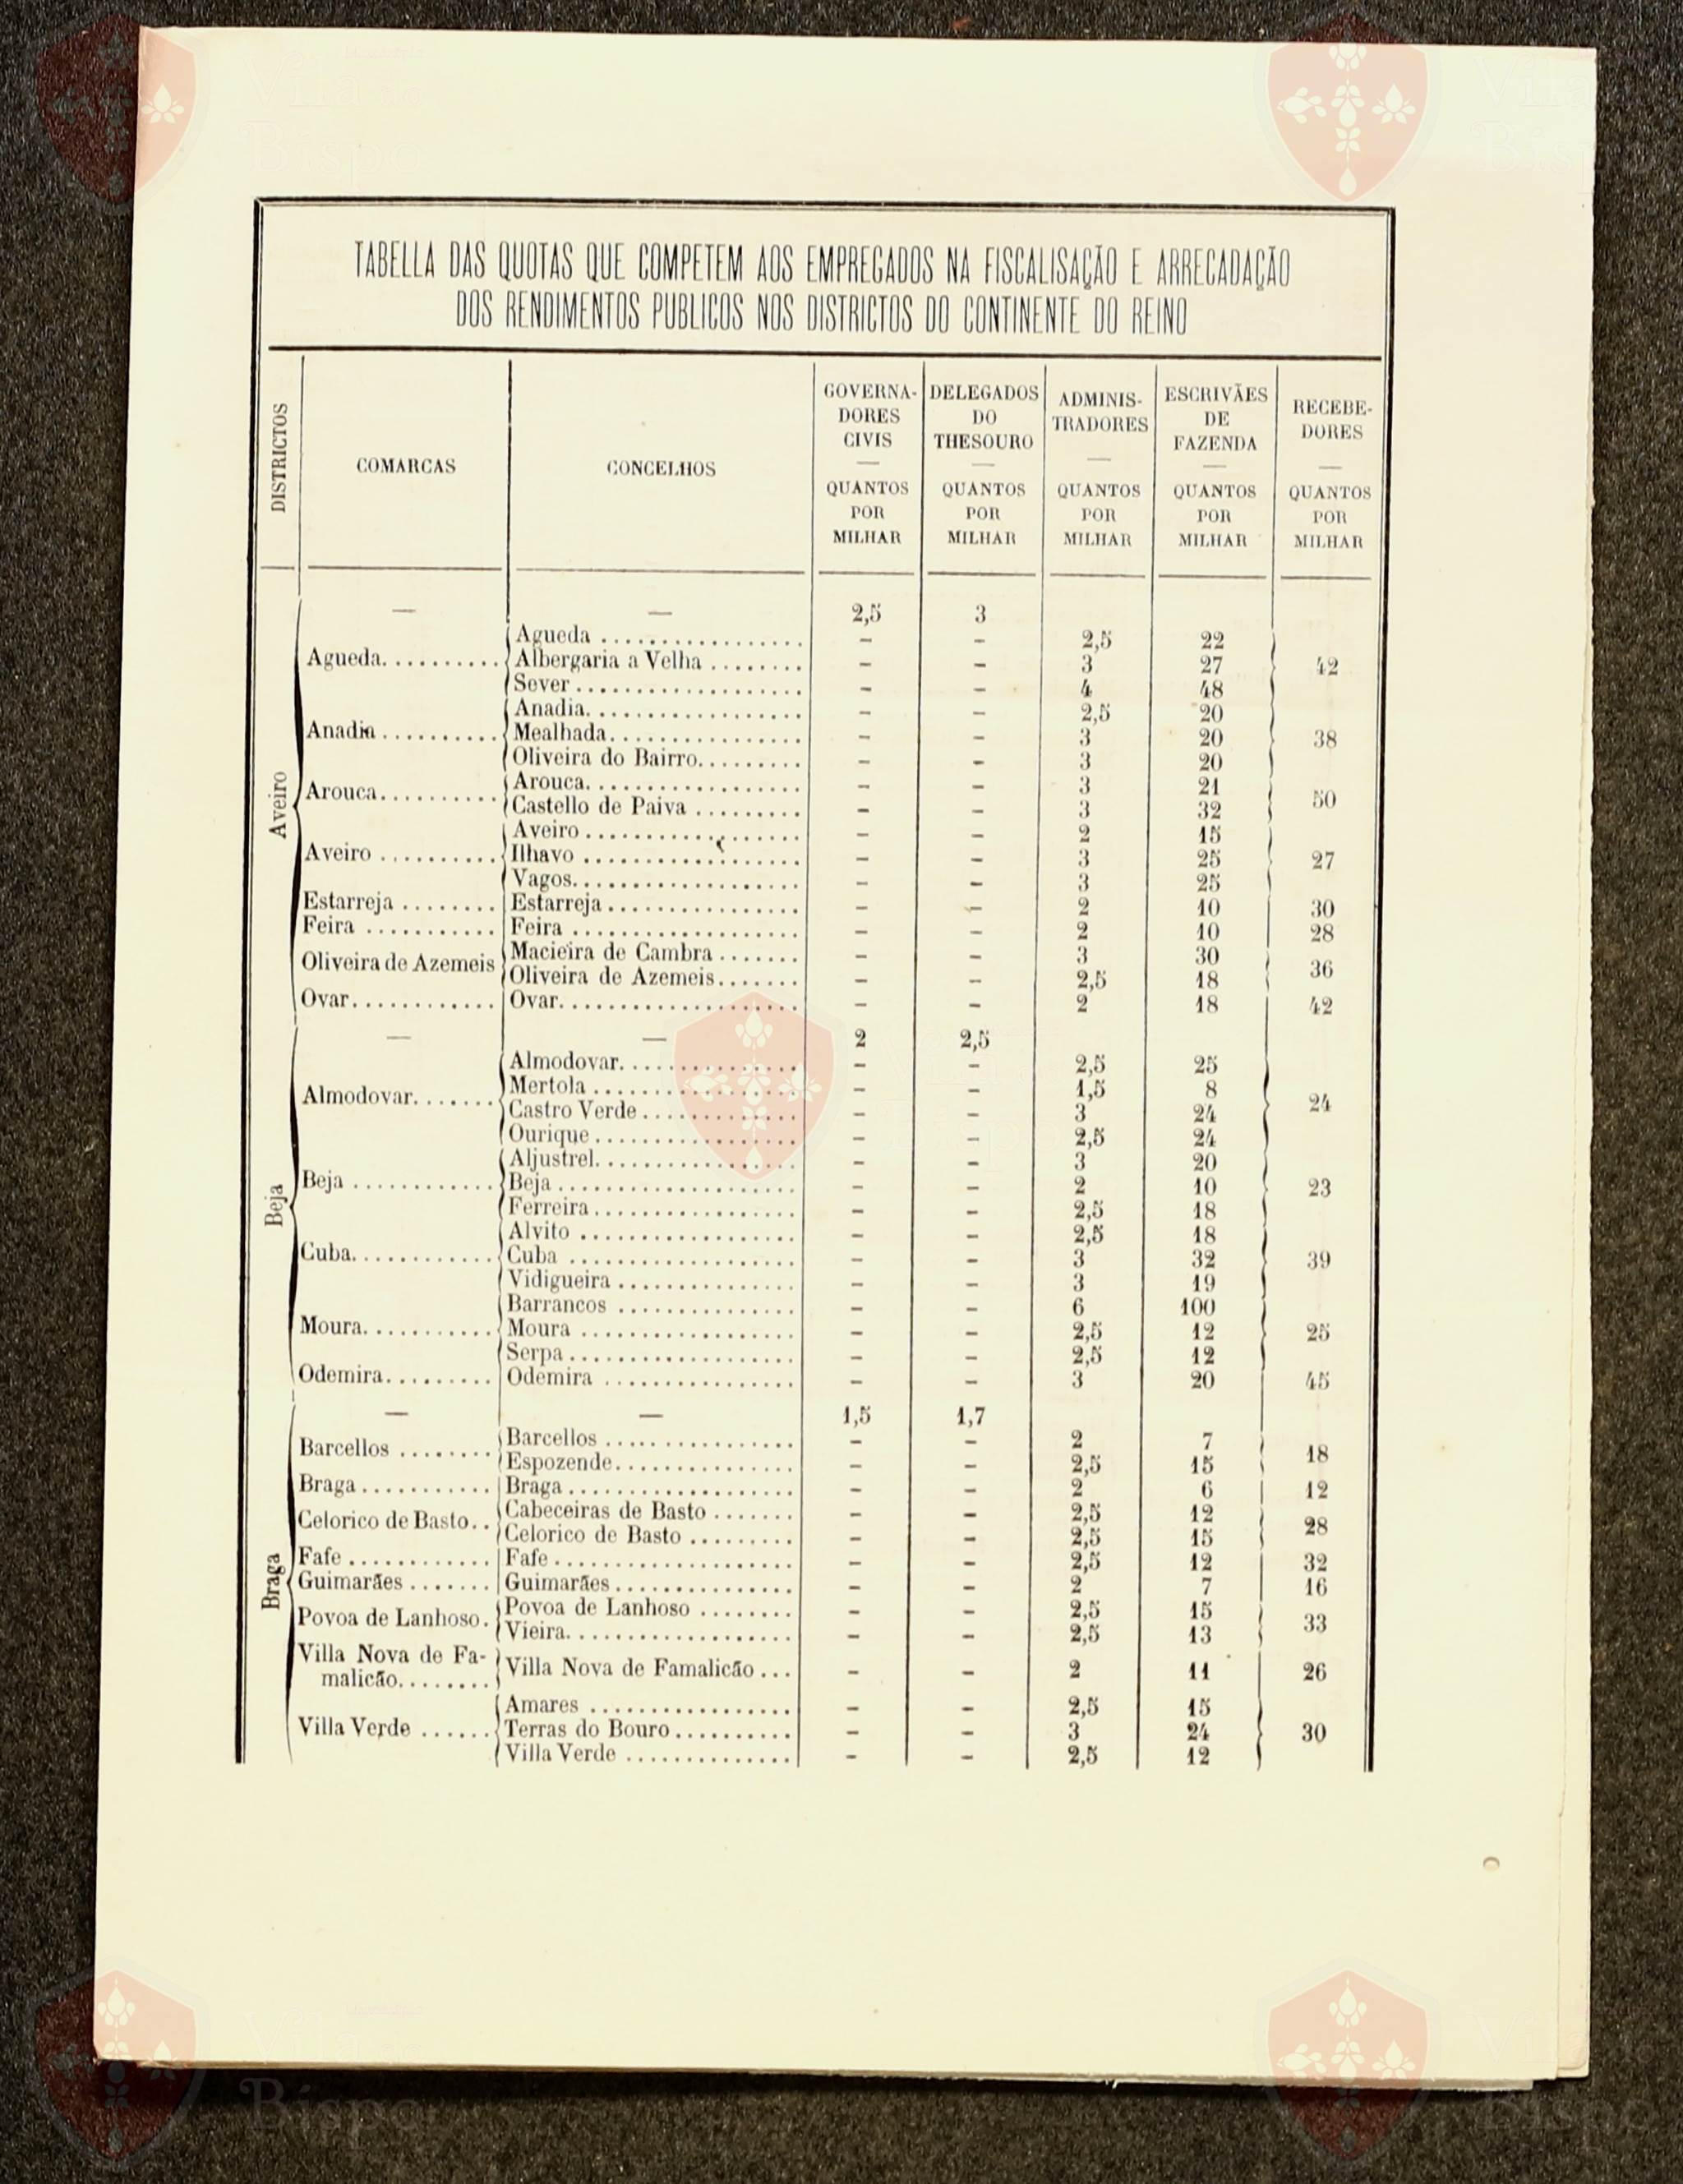 TABELLA DAS QUOTAS QUE COMPETEM AOS EMPREGADOS NA FISCALISAÇÃO E ARRECADAÇÃO
DOS RENDIMENTOS PUBLICOS NOS DISTRICTOS DO CONTINENTE DO REINO
DISTRICTOS
COMARCAS
CONCELHOS
GOVERNA-
DORES
CIVIS
—
QUANTOS
POR
MILHAR
DELEGADOS
DO
THESOURO
—
QUANTOS
POR
MILHAR
ADMINIS-
TRADORES
—
QUANTOS
POR
MILHAR
ESCRIVÃES
DE
FAZENDA
—
QUANTOS
POR
MILHAR
RECEBE-
DORES
—
QUANTOS
POR
MILHAR
Aveiro
— — 2,5 3
Agueda.......... Agueda ................. - - 2,5 22
Albergaria a Velha ........ - - 3 27 42
Sever ................... - - 4 48
Anadia.................. - - 2,5 20
Anadia .......... Mealhada................ - - 3 20 38
Oliveira do Bairro......... - - 3 20
Arouca.......... Arouca.................. - - 3 21 50
Castello de Paiva ......... - - 3 32
Aveiro .................. - - 2 15
Aveiro .......... Ilhavo .................. - - 3 25 27
Vagos................... - - 3 25
Estarreja ........ Estarreja ................ - - 2 10 30
Feira ........... Feira ................... - - 2 10 28
Oliveira de Azemeis Macieira de Cambra ....... - - 3 30 36
Oliveira de Azemeis....... - - 2,5 18
Ovar............ Ovar.................... - - 2 18 42
Beja
— — 2 2,5
Almodovar............... - - 2,5 25
Almodovar....... Mertola ................. - - 1,5 8 24
Castro Verde ............. - - 3 24
Ourique ................. - - 2,5 24
Aljustrel................. - - 3 20
Beja ............ Beja .................... - - 2 10 23
Ferreira ................. - - 2,5 18
Alvito .................. - - 2,5 18
Cuba............ Cuba ................... - - 3 32 39
Vidigueira ............... - - 3 19
Barrancos ............... - - 6 100
Moura........... Moura .................. - - 2,5 12 25
Serpa ................... - - 2,5 12
Odemira......... Odemira ................ - - 3 20 45
Braga
— — 1,5 1,7
Barcellos ........ Barcellos ................ - - 2 7 18
Espozende............... - - 2,5 15
Braga ........... Braga ................... - - 2 6 12
Celorico de Basto.. Cabeceiras de Basto ....... - - 2,5 12 28
Celorico de Basto ......... - - 2,5 15
Fafe ............ Fafe .................... - - 2,5 12 32
Guimarães ....... Guimarães ............... - - 2 7 16
Povoa de Lanhoso. Povoa de Lanhoso ........ - - 2,5 15 33
Vieira................... - - 2,5 13
Villa Nova de Fa-
malicão........ Villa Nova de Famalicão ... - - 2 11 26
Amares ................. - - 2,5 15
Villa Verde ...... Terras do Bouro .......... - - 3 24 30
Villa Verde .............. - - 2,5 12
Bispo
Bispo